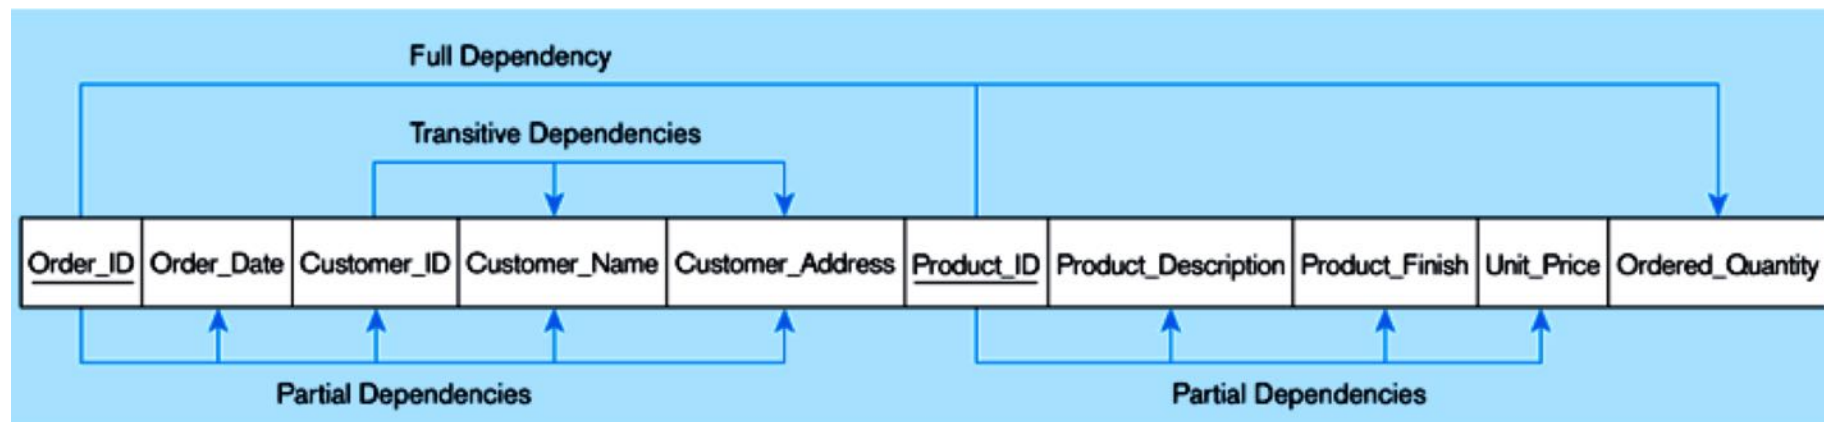 Full Dependency
Transitive Dependencies
Order_ID Order_Date Customer_ID Customer_Name Customer_Address Product_ID Product_Description Product_Finish Unit_Price Ordered_Quantity
Partial Dependencies Partial Dependencies